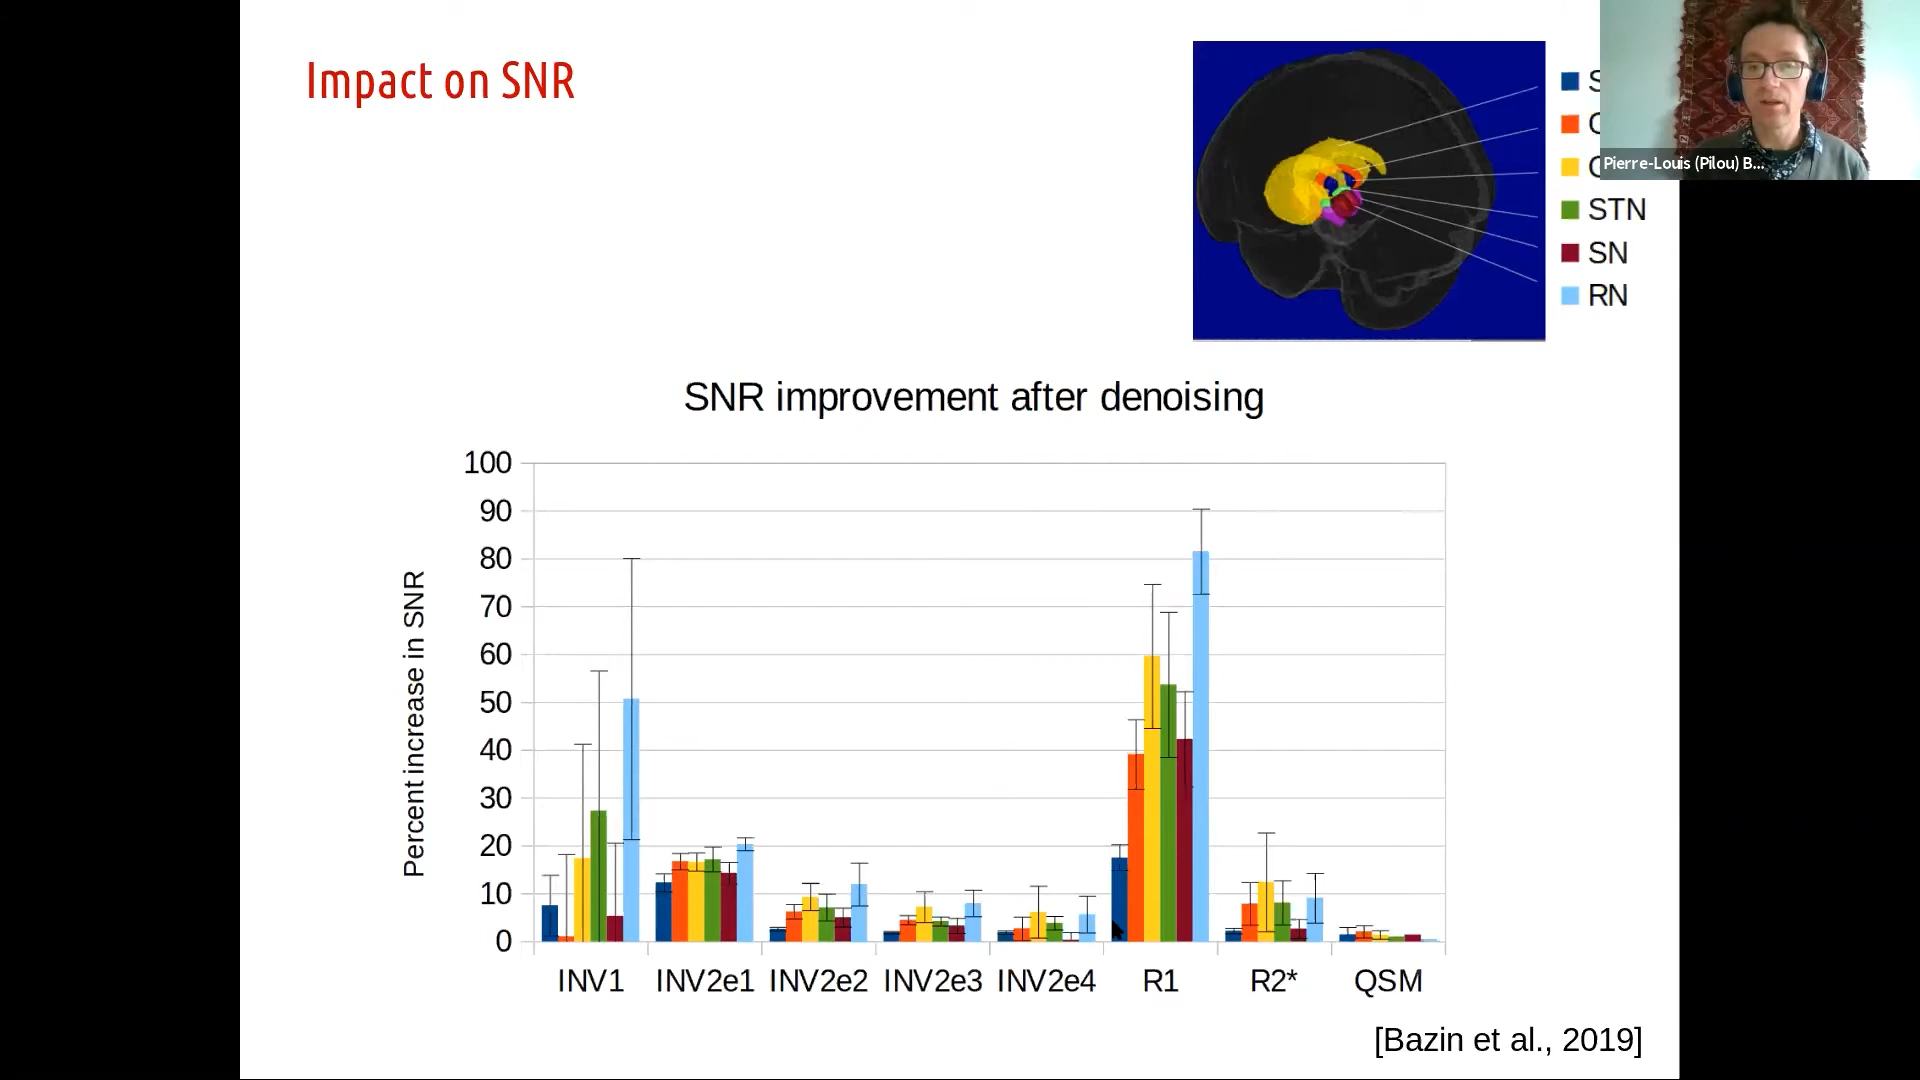 Impact on SNR
Pierre-Louis (Pilou) B...
STN
SN
RN
SNR improvement after denoising
Percent increase in SNR
100
90
80
70
60
50
40
30
20
10
0
INV1 INV2e1 INV2e2 INV2e3 INV2e4 R1 R2* QSM
[Bazin et al., 2019]